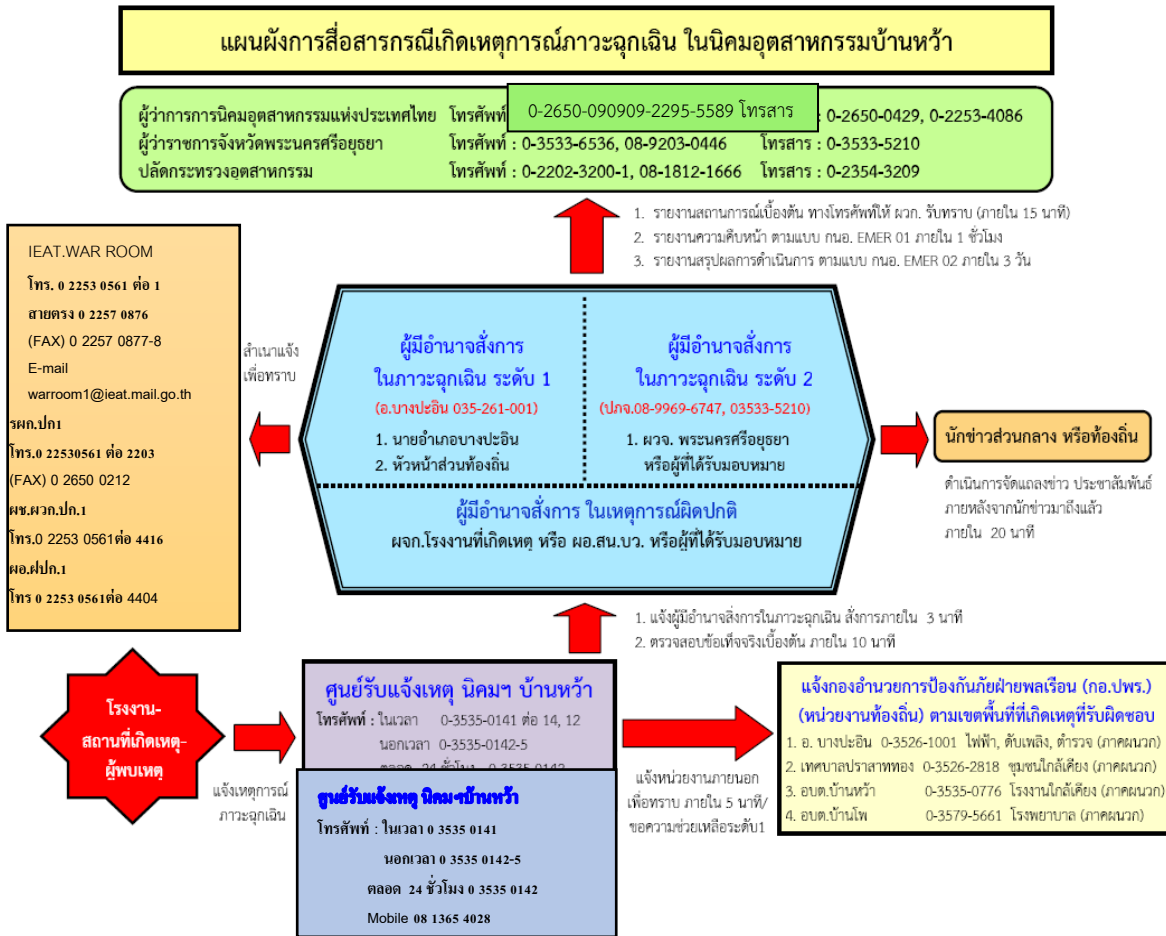 แผนผังการสื่อสารกรณีเกิดเหตุการณ์ภาวะฉุกเฉิน ในนิคมอุตสาหกรรมบ้านหว้า
ผู้ว่าการการนิคมอุตสาหกรรมแห่งประเทศไทย โทรศัพท์ 0-2650-090909-2295-5589 โทรสาร : 0-2650-0429, 0-2253-4086
ผู้ว่าราชการจังหวัดพระนครศรีอยุธยา โทรศัพท์ : 0-3533-6536, 08-9203-0446 โทรสาร : 0-3533-5210
ปลัดกระทรวงอุตสาหกรรม โทรศัพท์ : 0-2202-3200-1, 08-1812-1666 โทรสาร : 0-2354-3209
1. รายงานสถานการณ์เบื้องต้น ทางโทรศัพท์ให้ ผวก. รับทราบ (ภายใน 15 นาที)
2. รายงานความคืบหน้า ตามแบบ กนอ. EMER 01 ภายใน 1 ชั่วโมง
3. รายงานสรุปผลการดำเนินการ ตามแบบ กนอ. EMER 02 ภายใน 3 วัน
IEAT.WAR ROOM
โทร. 0 2253 0561 ต่อ 1
สายตรง 0 2257 0876
(FAX) 0 2257 0877-8
E-mail
warroom1@ieat.mail.go.th
รผก.ปก1
โทร.0 22530561 ต่อ 2203
(FAX) 0 2650 0212
ผช.ผวก.ปก.1
โทร.0 2253 0561ต่อ 4416
ผอ.ฝปก.1
โทร 0 2253 0561ต่อ 4404
สำเนาแจ้ง
เพื่อทราบ
ผู้มีอำนาจสั่งการ
ในภาวะฉุกเฉิน ระดับ 1
(อ.บางปะอิน 035-261-001)
1. นายอำเภอบางปะอิน
2. หัวหน้าส่วนท้องถิ่น
ผู้มีอำนาจสั่งการ
ในภาวะฉุกเฉิน ระดับ 2
(ปภจ.08-9969-6747, 03533-5210)
1. ผวจ. พระนครศรีอยุธยา
หรือผู้ที่ได้รับมอบหมาย
ผู้มีอำนาจสั่งการ ในเหตุการณ์ผิดปกติ
ผจก.โรงงานที่เกิดเหตุ หรือ ผอ.สน.บว. หรือผู้ที่ได้รับมอบหมาย
นักข่าวส่วนกลาง หรือท้องถิ่น
ดำเนินการจัดแถลงข่าว ประชาสัมพันธ์
ภายหลังจากนักข่าวมาถึงแล้ว
ภายใน 20 นาที
1. แจ้งผู้มีอำนาจสั่งการในภาวะฉุกเฉิน สั่งการภายใน 3 นาที
2. ตรวจสอบข้อเท็จจริงเบื้องต้น ภายใน 10 นาที
โรงงาน-
สถานที่เกิดเหตุ-
ผู้พบเหตุ
แจ้งเหตุการณ์
ภาวะฉุกเฉิน
ศูนย์รับแจ้งเหตุ นิคมฯ บ้านหว้า
โทรศัพท์ : ในเวลา 0-3535-0141 ต่อ 14, 12
นอกเวลา 0-3535-0142-5
ตลอด 24 ชั่วโมง 0-3535-0142
ศูนย์รับแจ้งเหตุ นิคมฯบ้านหว้า
โทรศัพท์ : ในเวลา 0 3535 0141
นอกเวลา 0 3535 0142-5
ตลอด 24 ชั่วโมง 0 3535 0142
Mobile 08 1365 4028
แจ้งหน่วยงานภายนอก
เพื่อทราบ ภายใน 5 นาที/
ขอความช่วยเหลือระดับ1
แจ้งกองอำนวยการป้องกันภัยฝ่ายพลเรือน (กอ.ปพร.)
(หน่วยงานท้องถิ่น) ตามเขตพื้นที่ที่เกิดเหตุที่รับผิดชอบ
1. อ. บางปะอิน 0-3526-1001 ไฟฟ้า, ดับเพลิง, ตำรวจ (ภาคผนวก)
2. เทศบาลปราสาททอง 0-3526-2818 ชุมชนใกล้เคียง (ภาคผนวก)
3. อบต.บ้านหว้า 0-3535-0776 โรงงานใกล้เคียง (ภาคผนวก)
4. อบต.บ้านโพ 0-3579-5661 โรงพยาบาล (ภาคผนวก)